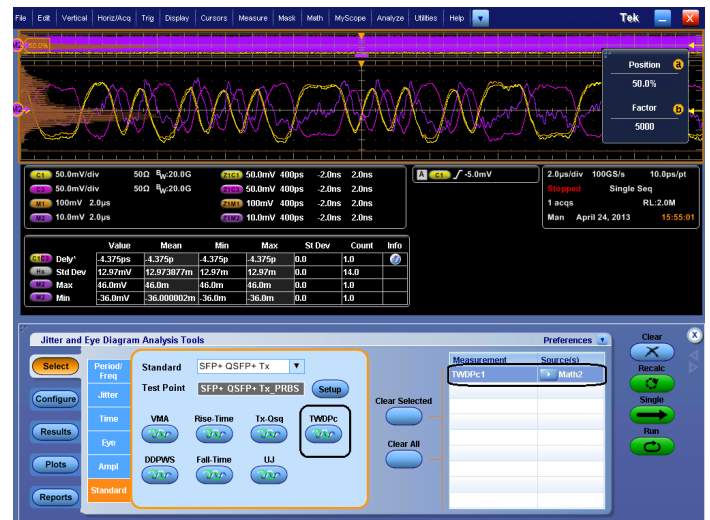 File Edit Vertical Horiz/Acq Trig Display Cursors Measure Mask Math MyScope Analyze Utilities Help Tek X
M2 50.0%
Position a
50.0%
Factor b
5000
M2
C1 50.0mV/div 50Ω BW:20.0G Z1C1 50.0mV 400ps -2.0ns 2.0ns A C1 -5.0mV 2.0µs/div 100GS/s 10.0ps/pt
C3 50.0mV/div 50Ω BW:20.0G Z1C3 50.0mV 400ps -2.0ns 2.0ns Stopped Single Seq
M1 100mV 2.0µs Z1M1 100mV 400ps -2.0ns 2.0ns 1 acqs RL:2.0M
M2 10.0mV 2.0µs Z1M2 10.0mV 400ps -2.0ns 2.0ns Man April 24, 2013 15:55:01
Value Mean Min Max St Dev Count Info
C1 C3 Dely* -4.375ps -4.375p -4.375p -4.375p 0.0 1.0
Hs Std Dev 12.97mV 12.973877m 12.97m 12.97m 0.0 14.0
M2 Max 46.0mV 46.0m 46.0m 46.0m 0.0 1.0
M2 Min -36.0mV -36.000002m -36.0m -36.0m 0.0 1.0
Jitter and Eye Diagram Analysis Tools Preferences Clear X
Select Period/Freq Standard SFP+ QSFP+ Tx Measurement Source(s) Recalc
TWDPc1 Math2
Configure Jitter Test Point SFP+ QSFP+ Tx_PRBS Setup Clear Selected Single
Results Time VMA Rise-Time Tx-Qsq TWDPc Run
Eye Clear All
Plots Ampl DDPWS Fall-Time UJ
Reports Standard